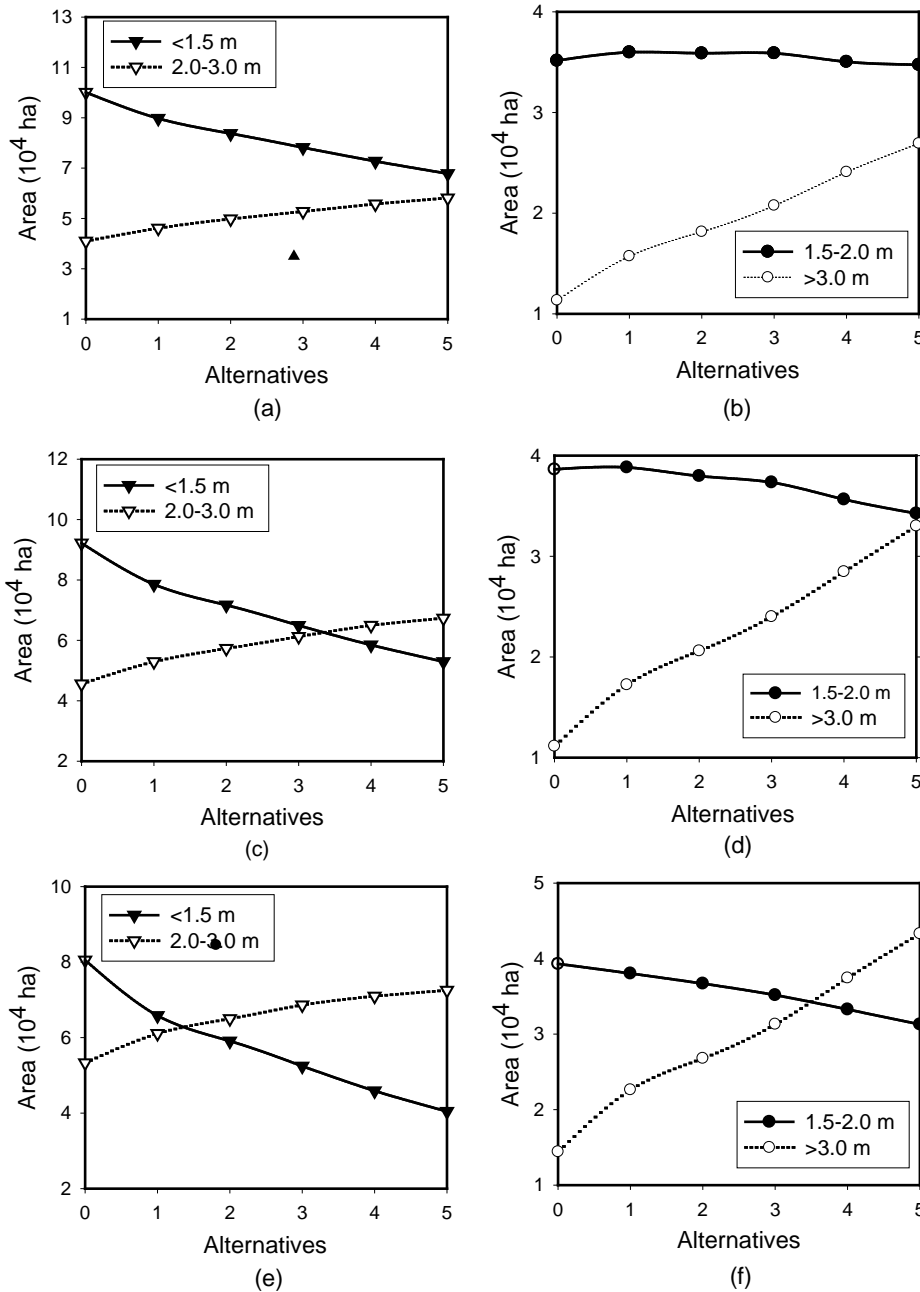 13
11
9
7
5
3
1
Area (10⁴ ha)
<1.5 m
2.0-3.0 m
0 1 2 3 4 5
Alternatives
(a)
4
3
2
1
Area (10⁴ ha)
1.5-2.0 m
>3.0 m
0 1 2 3 4 5
Alternatives
(b)
12
10
8
6
4
2
Area (10⁴ ha)
<1.5 m
2.0-3.0 m
0 1 2 3 4 5
Alternatives
(c)
4
3
2
1
Area (10⁴ ha)
1.5-2.0 m
>3.0 m
0 1 2 3 4 5
Alternatives
(d)
10
8
6
4
2
Area (10⁴ ha)
<1.5 m
2.0-3.0 m
0 1 2 3 4 5
Alternatives
(e)
5
4
3
2
1
Area (10⁴ ha)
1.5-2.0 m
>3.0 m
0 1 2 3 4 5
Alternatives
(f)